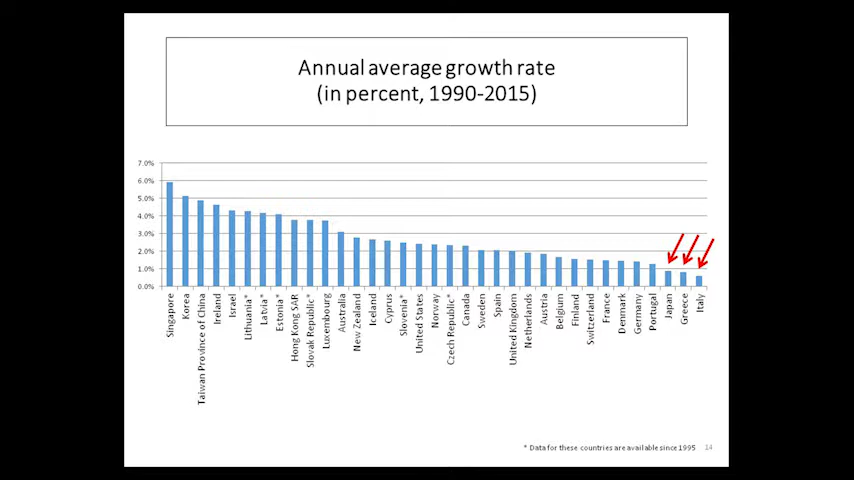 Annual average growth rate
(in percent, 1990-2015)
7.0%
6.0%
5.0%
4.0%
3.0%
2.0%
1.0%
0.0%
Singapore
Korea
Taiwan Province of China
Ireland
Israel
Lithuania*
Latvia*
Estonia*
Hong Kong SAR
Slovak Republic*
Luxembourg
Australia
New Zealand
Iceland
Cyprus
Slovenia*
United States
Norway
Czech Republic*
Canada
Sweden
Spain
United Kingdom
Netherlands
Austria
Belgium
Finland
Switzerland
France
Denmark
Germany
Portugal
Japan
Greece
Italy
* Data for these countries are available since 1995
14